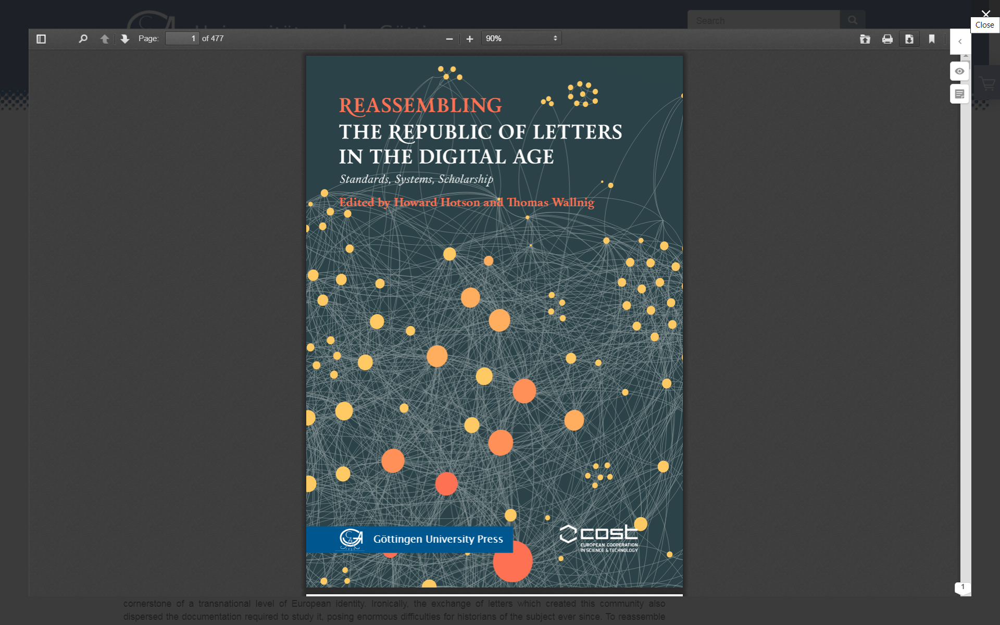 Search
Close
Page: 1 of 477
90%
REASSEMBLING
THE REPUBLIC OF LETTERS
IN THE DIGITAL AGE
Standards, Systems, Scholarship
Edited by Howard Hotson and Thomas Wallnig
Göttingen University Press
cost
EUROPEAN COOPERATION
IN SCIENCE & TECHNOLOGY
1
cornerstone of a transnational level of European identity. Ironically, the exchange of letters which created this community also
dispersed the documentation required to study it, posing enormous difficulties for historians of the subject ever since. To reassemble